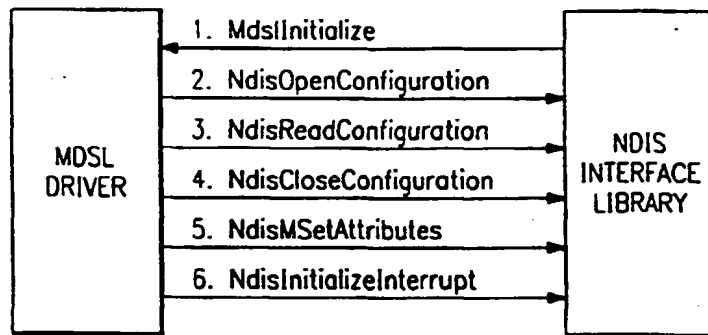 1. MdslInitialize
2. NdisOpenConfiguration
3. NdisReadConfiguration
4. NdisCloseConfiguration
5. NdisMSetAttributes
6. NdisInitializeInterrupt
MDSL
DRIVER
NDIS
INTERFACE
LIBRARY